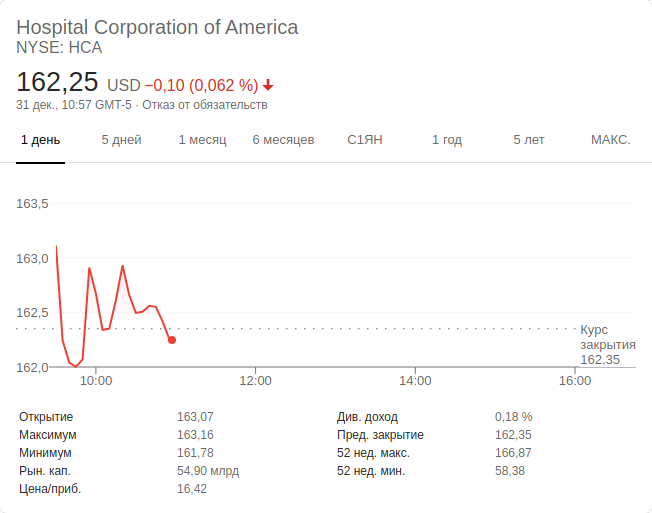 Hospital Corporation of America
NYSE: HCA
162,25 USD −0,10 (0,062 %)
31 дек., 10:57 GMT-5 · Отказ от обязательств
1 день 5 дней 1 месяц 6 месяцев С1ЯН 1 год 5 лет МАКС.
163,5
163,0
162,5
162,0
Курс
закрытия
162,35
10:00 12:00 14:00 16:00
Открытие 163,07 Див. доход 0,18 %
Максимум 163,16 Пред. закрытие 162,35
Минимум 161,78 52 нед. макс. 166,87
Рын. кап. 54,90 млрд 52 нед. мин. 58,38
Цена/приб. 16,42